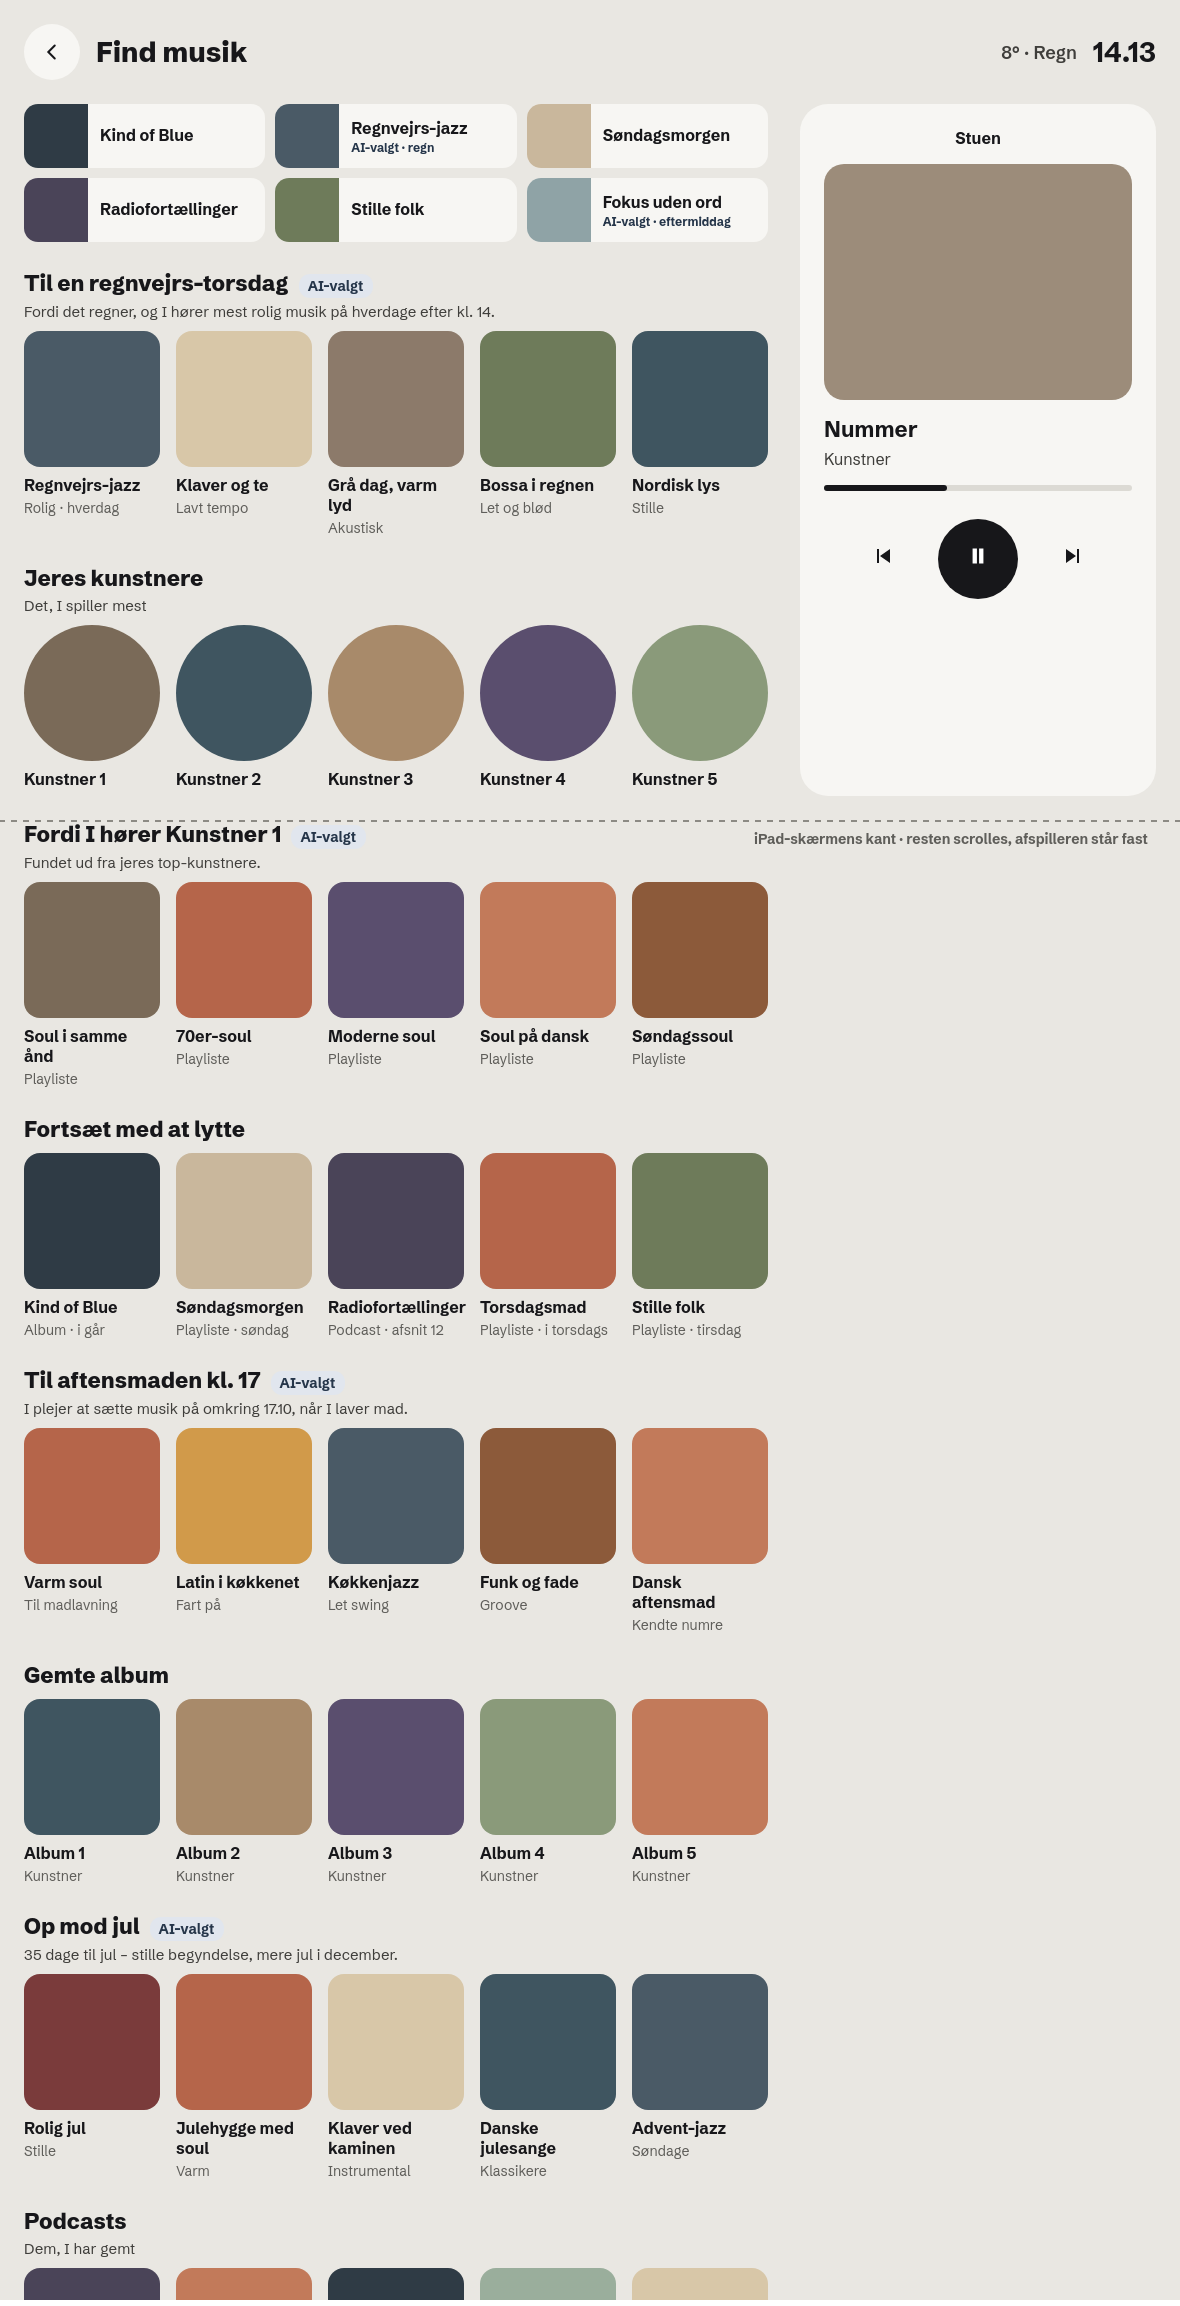 Find musik
8° · Regn 14.13
Kind of Blue
Regnvejrs-jazz
AI-valgt · regn
Søndagsmorgen
Radiofortællinger
Stille folk
Fokus uden ord
AI-valgt · eftermiddag
Stuen
Nummer
Kunstner
Til en regnvejrs-torsdag AI-valgt
Fordi det regner, og I hører mest rolig musik på hverdage efter kl. 14.
Regnvejrs-jazz
Rolig · hverdag
Klaver og te
Lavt tempo
Grå dag, varm
lyd
Akustisk
Bossa i regnen
Let og blød
Nordisk lys
Stille
Jeres kunstnere
Det, I spiller mest
Kunstner 1
Kunstner 2
Kunstner 3
Kunstner 4
Kunstner 5
Fordi I hører Kunstner 1 AI-valgt
iPad-skærmens kant · resten scrolles, afspilleren står fast
Fundet ud fra jeres top-kunstnere.
Soul i samme
ånd
Playliste
70er-soul
Playliste
Moderne soul
Playliste
Soul på dansk
Playliste
Søndagssoul
Playliste
Fortsæt med at lytte
Kind of Blue
Album · i går
Søndagsmorgen
Playliste · søndag
Radiofortællinger
Podcast · afsnit 12
Torsdagsmad
Playliste · i torsdags
Stille folk
Playliste · tirsdag
Til aftensmaden kl. 17 AI-valgt
I plejer at sætte musik på omkring 17.10, når I laver mad.
Varm soul
Til madlavning
Latin i køkkenet
Fart på
Køkkenjazz
Let swing
Funk og fade
Groove
Dansk
aftensmad
Kendte numre
Gemte album
Album 1
Kunstner
Album 2
Kunstner
Album 3
Kunstner
Album 4
Kunstner
Album 5
Kunstner
Op mod jul AI-valgt
35 dage til jul – stille begyndelse, mere jul i december.
Rolig jul
Stille
Julehygge med
soul
Varm
Klaver ved
kaminen
Instrumental
Danske
julesange
Klassikere
Advent-jazz
Søndage
Podcasts
Dem, I har gemt